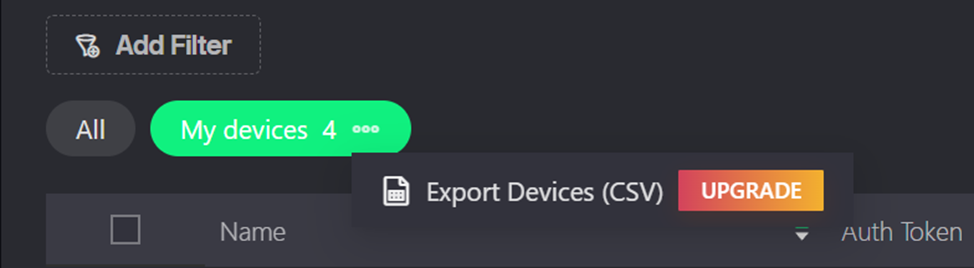 Add Filter
All My devices 4
Export Devices (CSV) UPGRADE
Name Auth Token